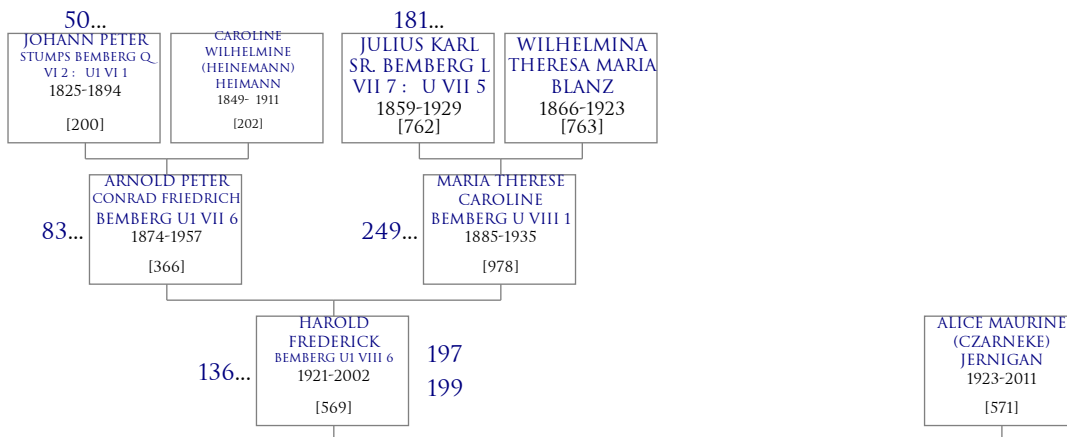 50...
JOHANN PETER
STUMPS BEMBERG Q
VI 2 : U1 VI 1
1825-1894
[200]
CAROLINE
WILHELMINE
(HEINEMANN)
HEIMANN
1849- 1911
[202]
181...
JULIUS KARL
SR. BEMBERG L
VII 7 : U VII 5
1859-1929
[762]
WILHELMINA
THERESA MARIA
BLANZ
1866-1923
[763]
83...
ARNOLD PETER
CONRAD FRIEDRICH
BEMBERG U1 VII 6
1874-1957
[366]
249...
MARIA THERESE
CAROLINE
BEMBERG U VIII 1
1885-1935
[978]
136...
HAROLD
FREDERICK
BEMBERG U1 VIII 6
1921-2002
[569]
197
199
ALICE MAURINE
(CZARNEKE)
JERNIGAN
1923-2011
[571]